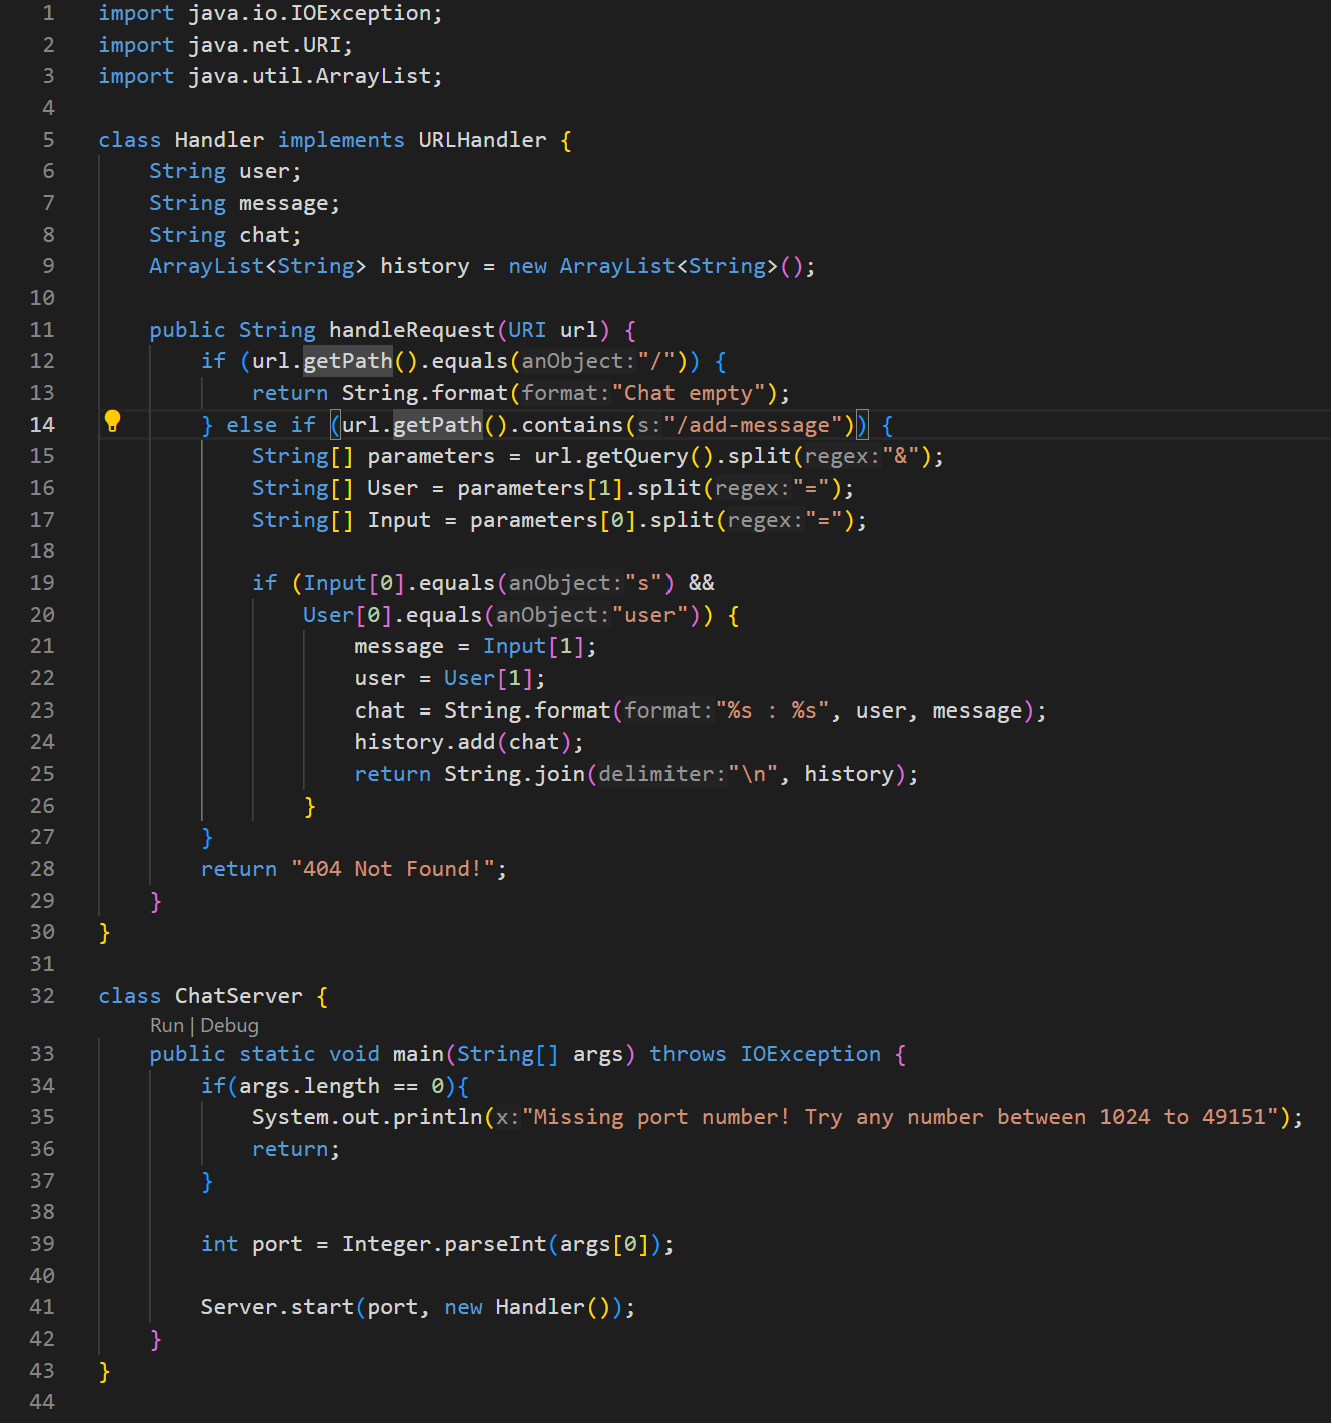 1 import java.io.IOException;
2 import java.net.URI;
3 import java.util.ArrayList;
4
5 class Handler implements URLHandler {
6     String user;
7     String message;
8     String chat;
9     ArrayList<String> history = new ArrayList<String>();
10
11     public String handleRequest(URI url) {
12         if (url.getPath().equals(anObject:"/")) {
13             return String.format(format:"Chat empty");
14         } else if (url.getPath().contains(s:"/add-message")) {
15             String[] parameters = url.getQuery().split(regex:"&");
16             String[] User = parameters[1].split(regex:"=");
17             String[] Input = parameters[0].split(regex:"=");
18
19             if (Input[0].equals(anObject:"s") &&
20                 User[0].equals(anObject:"user")) {
21                     message = Input[1];
22                     user = User[1];
23                     chat = String.format(format:"%s : %s", user, message);
24                     history.add(chat);
25                     return String.join(delimiter:"\n", history);
26                 }
27         }
28         return "404 Not Found!";
29     }
30 }
31
32 class ChatServer {
Run | Debug
33     public static void main(String[] args) throws IOException {
34         if(args.length == 0){
35             System.out.println(x:"Missing port number! Try any number between 1024 to 49151");
36             return;
37         }
38
39         int port = Integer.parseInt(args[0]);
40
41         Server.start(port, new Handler());
42     }
43 }
44